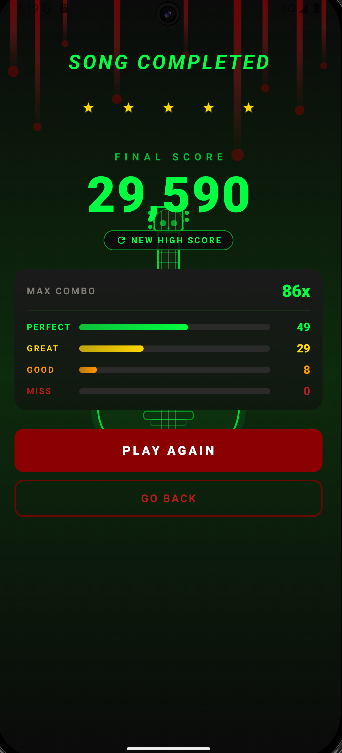 SONG COMPLETED
FINAL SCORE
29,590
NEW HIGH SCORE
MAX COMBO 86x
PERFECT 49
GREAT 29
GOOD 8
MISS 0
PLAY AGAIN
GO BACK